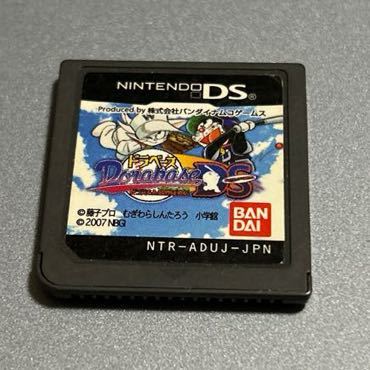 NINTENDO DS
Produced by 株式会社バンダイナムコゲームス
ドラベース
Dorabase DS
©藤子プロ むぎわらしんたろう 小学館
©2007 NBGI
BAN
DAI
NTR-ADUJ-JPN